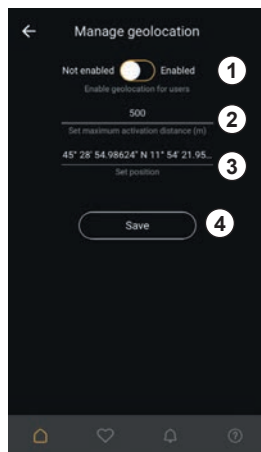 Manage geolocation
Not enabled Enabled 1
Enable geolocation for users
500 2
Set maximum activation distance (m)
45° 28' 54.98624" N 11° 54' 21.95... 3
Set position
Save 4